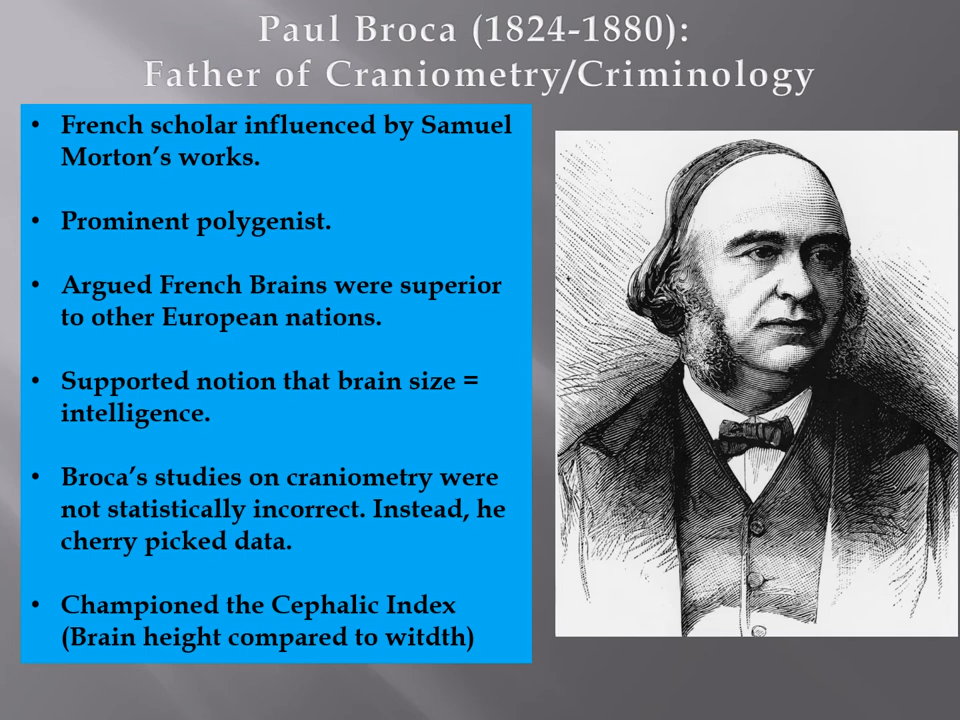 Paul Broca (1824-1880):
Father of Craniometry/Criminology
• French scholar influenced by Samuel
Morton’s works.
• Prominent polygenist.
• Argued French Brains were superior
to other European nations.
• Supported notion that brain size =
intelligence.
• Broca’s studies on craniometry were
not statistically incorrect. Instead, he
cherry picked data.
• Championed the Cephalic Index
(Brain height compared to witdth)